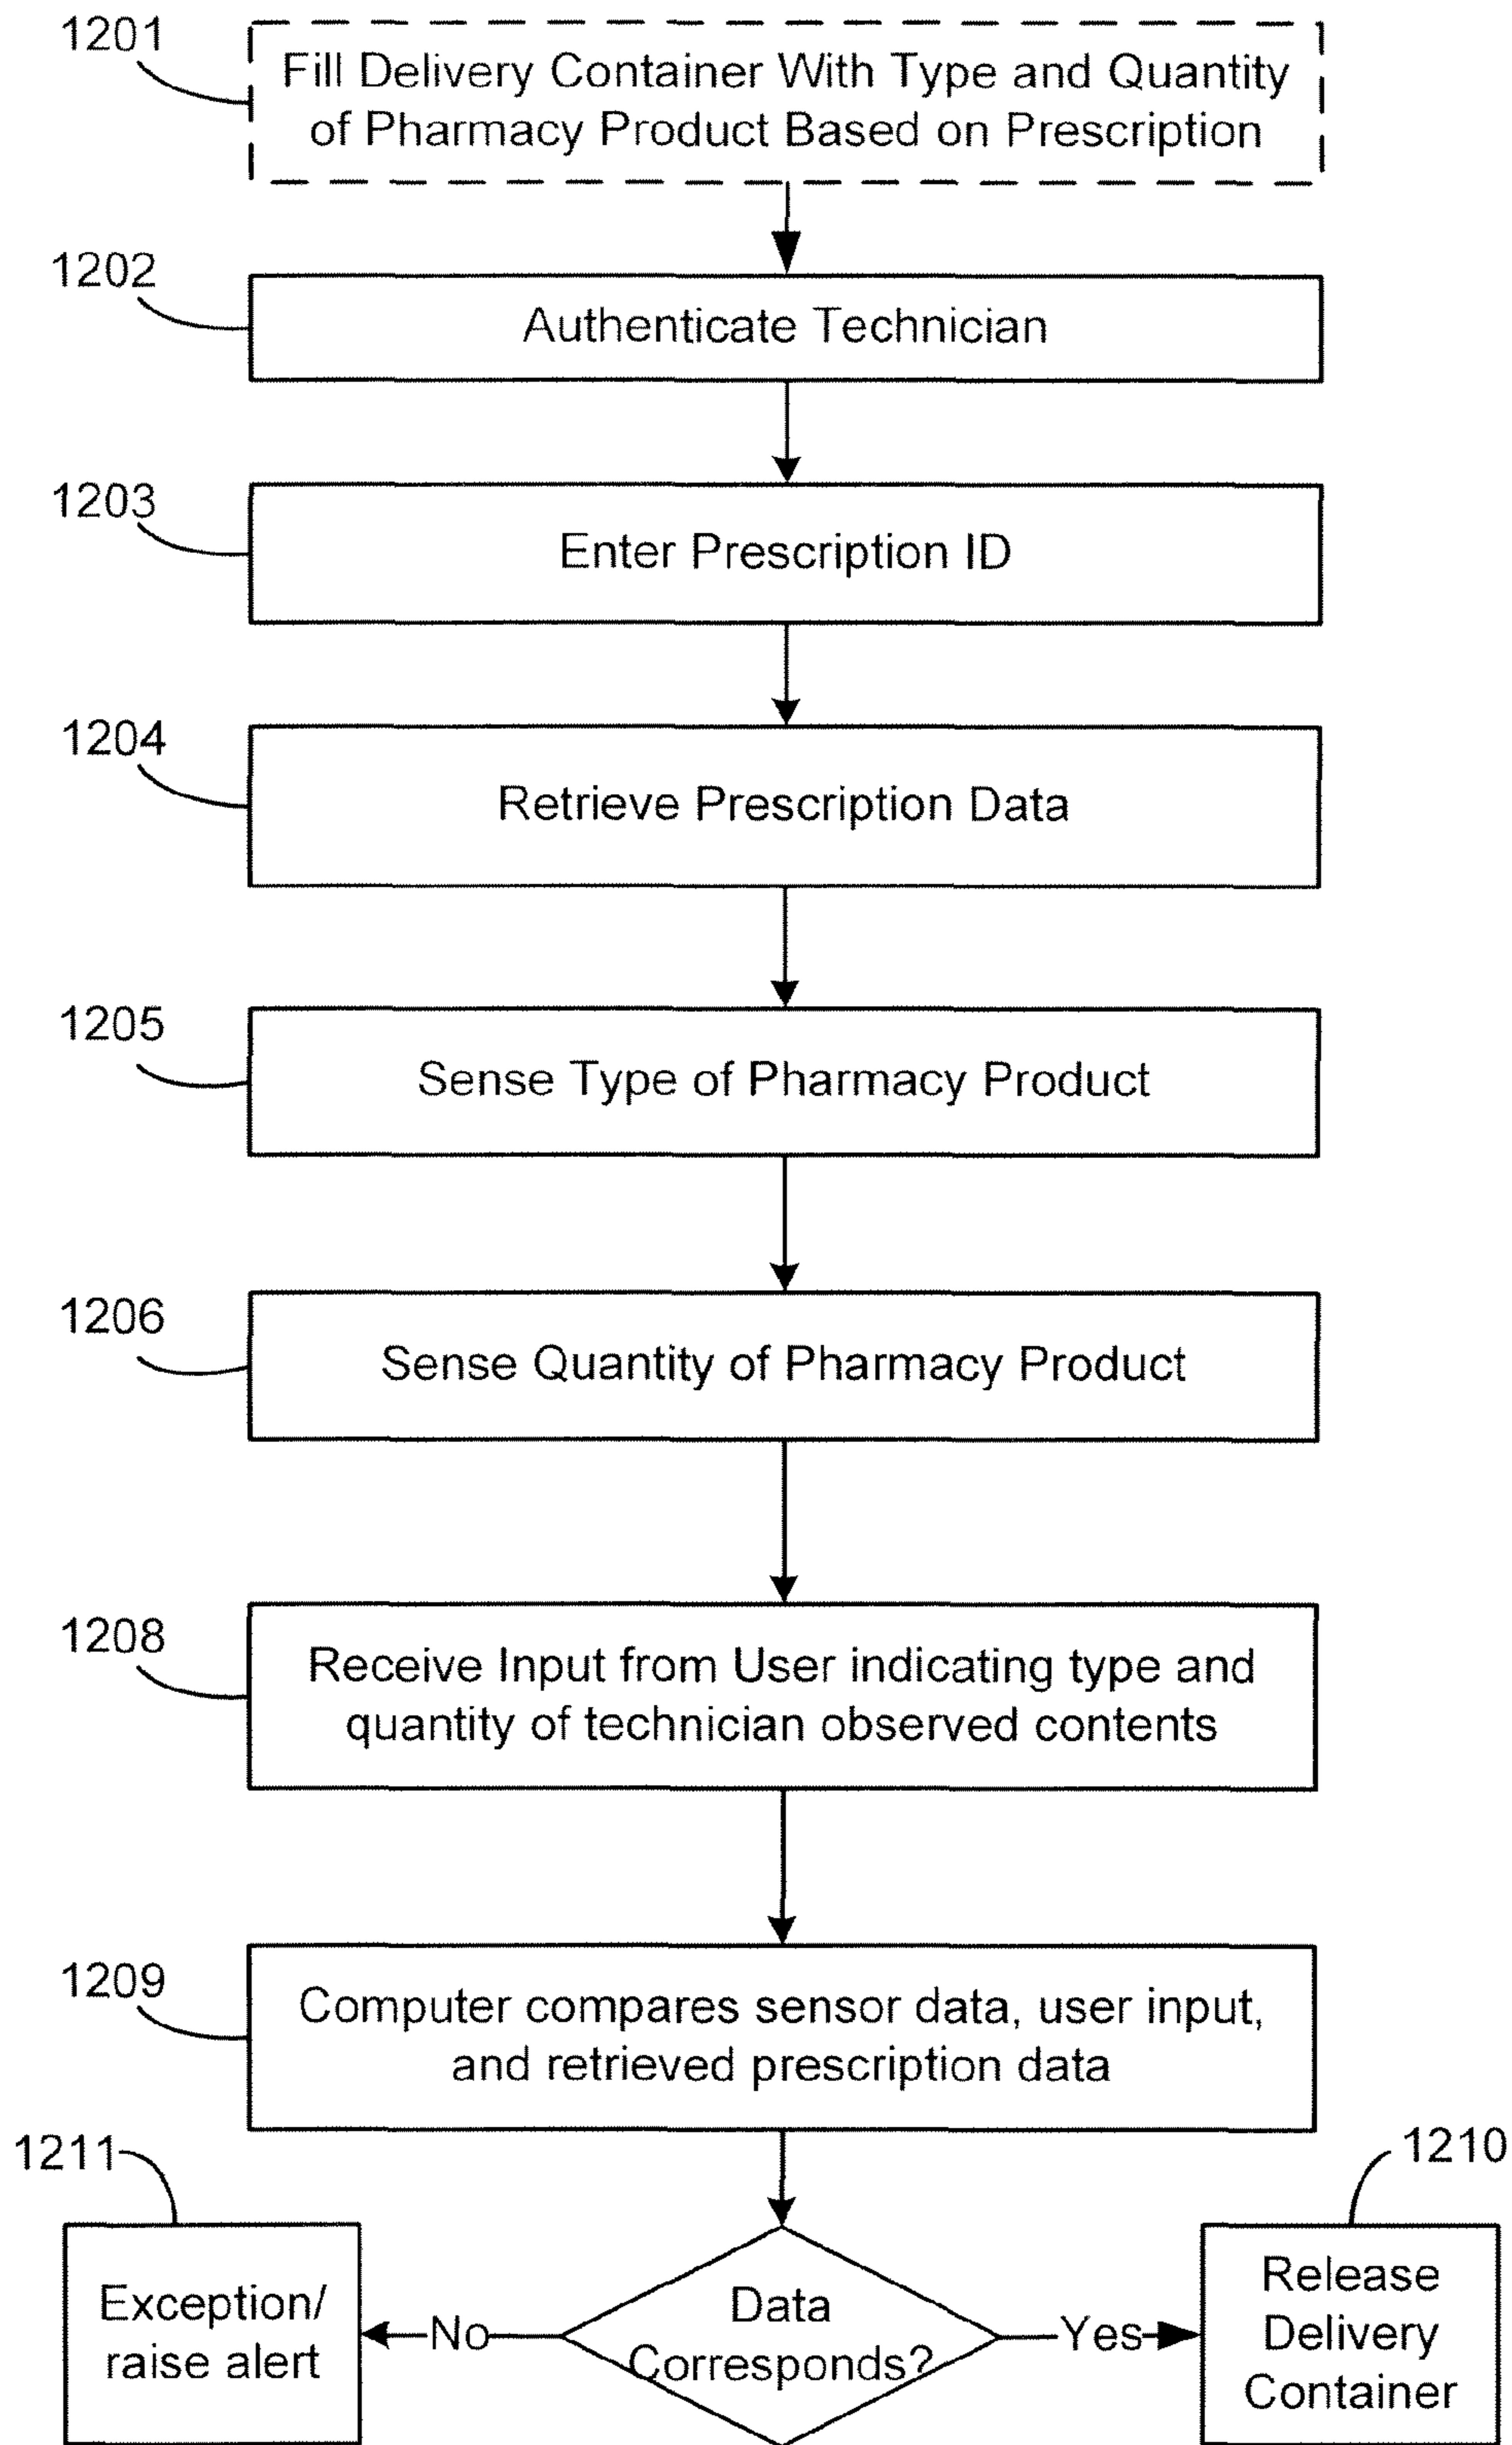 1201
Fill Delivery Container With Type and Quantity
of Pharmacy Product Based on Prescription
1202
Authenticate Technician
1203
Enter Prescription ID
1204
Retrieve Prescription Data
1205
Sense Type of Pharmacy Product
1206
Sense Quantity of Pharmacy Product
1208
Receive Input from User indicating type and
quantity of technician observed contents
1209
Computer compares sensor data, user input,
and retrieved prescription data
1211
Exception/
raise alert
No
Data
Corresponds?
Yes
1210
Release
Delivery
Container